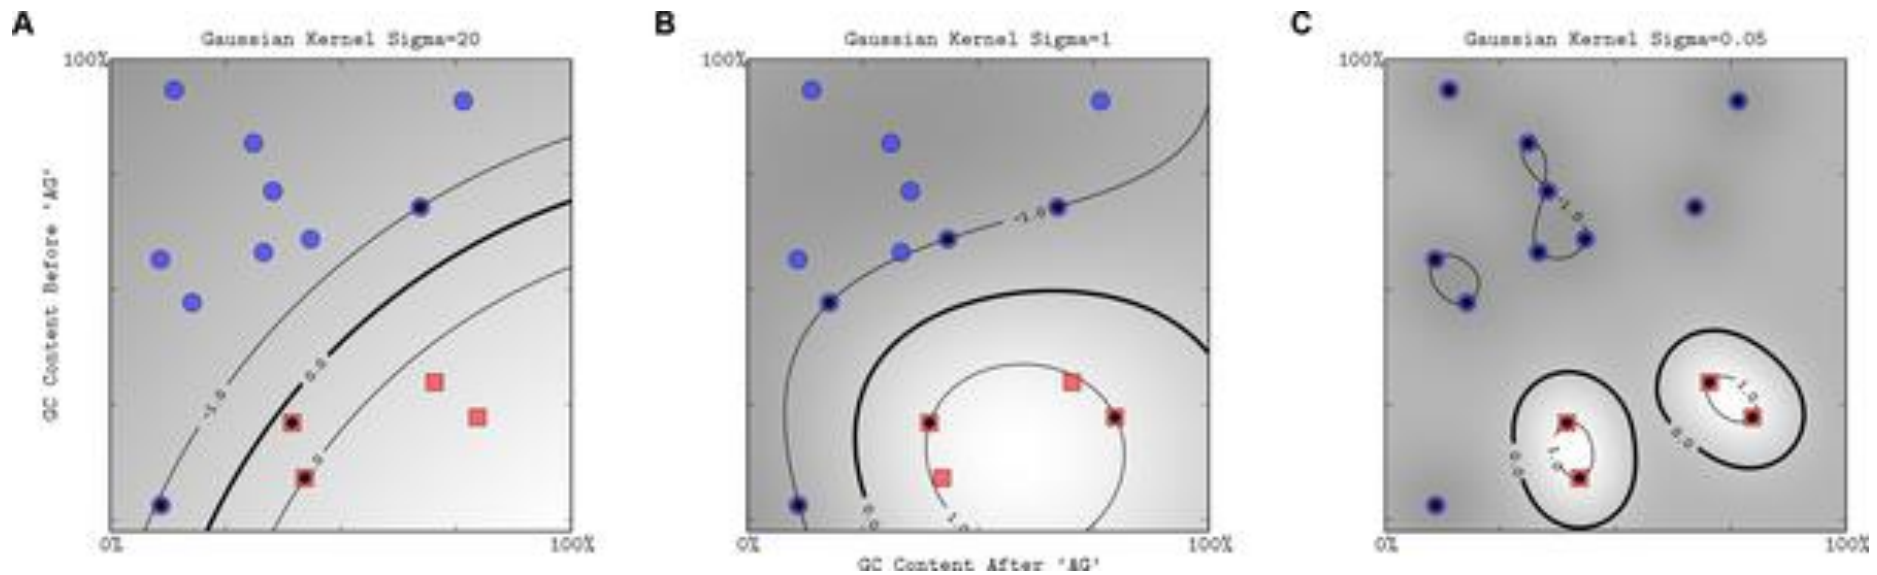 A
B
C
Gaussian Kernel Sigma=20
Gaussian Kernel Sigma=1
Gaussian Kernel Sigma=0.05
100%
100%
100%
GC Content Before 'AG'
-1.0
0.0
.0
-1.0
0.0
1.0
-1.0
0.0
1.0
0.0
1.0
0%
100%
0%
100%
0%
100%
GC Content After 'AG'